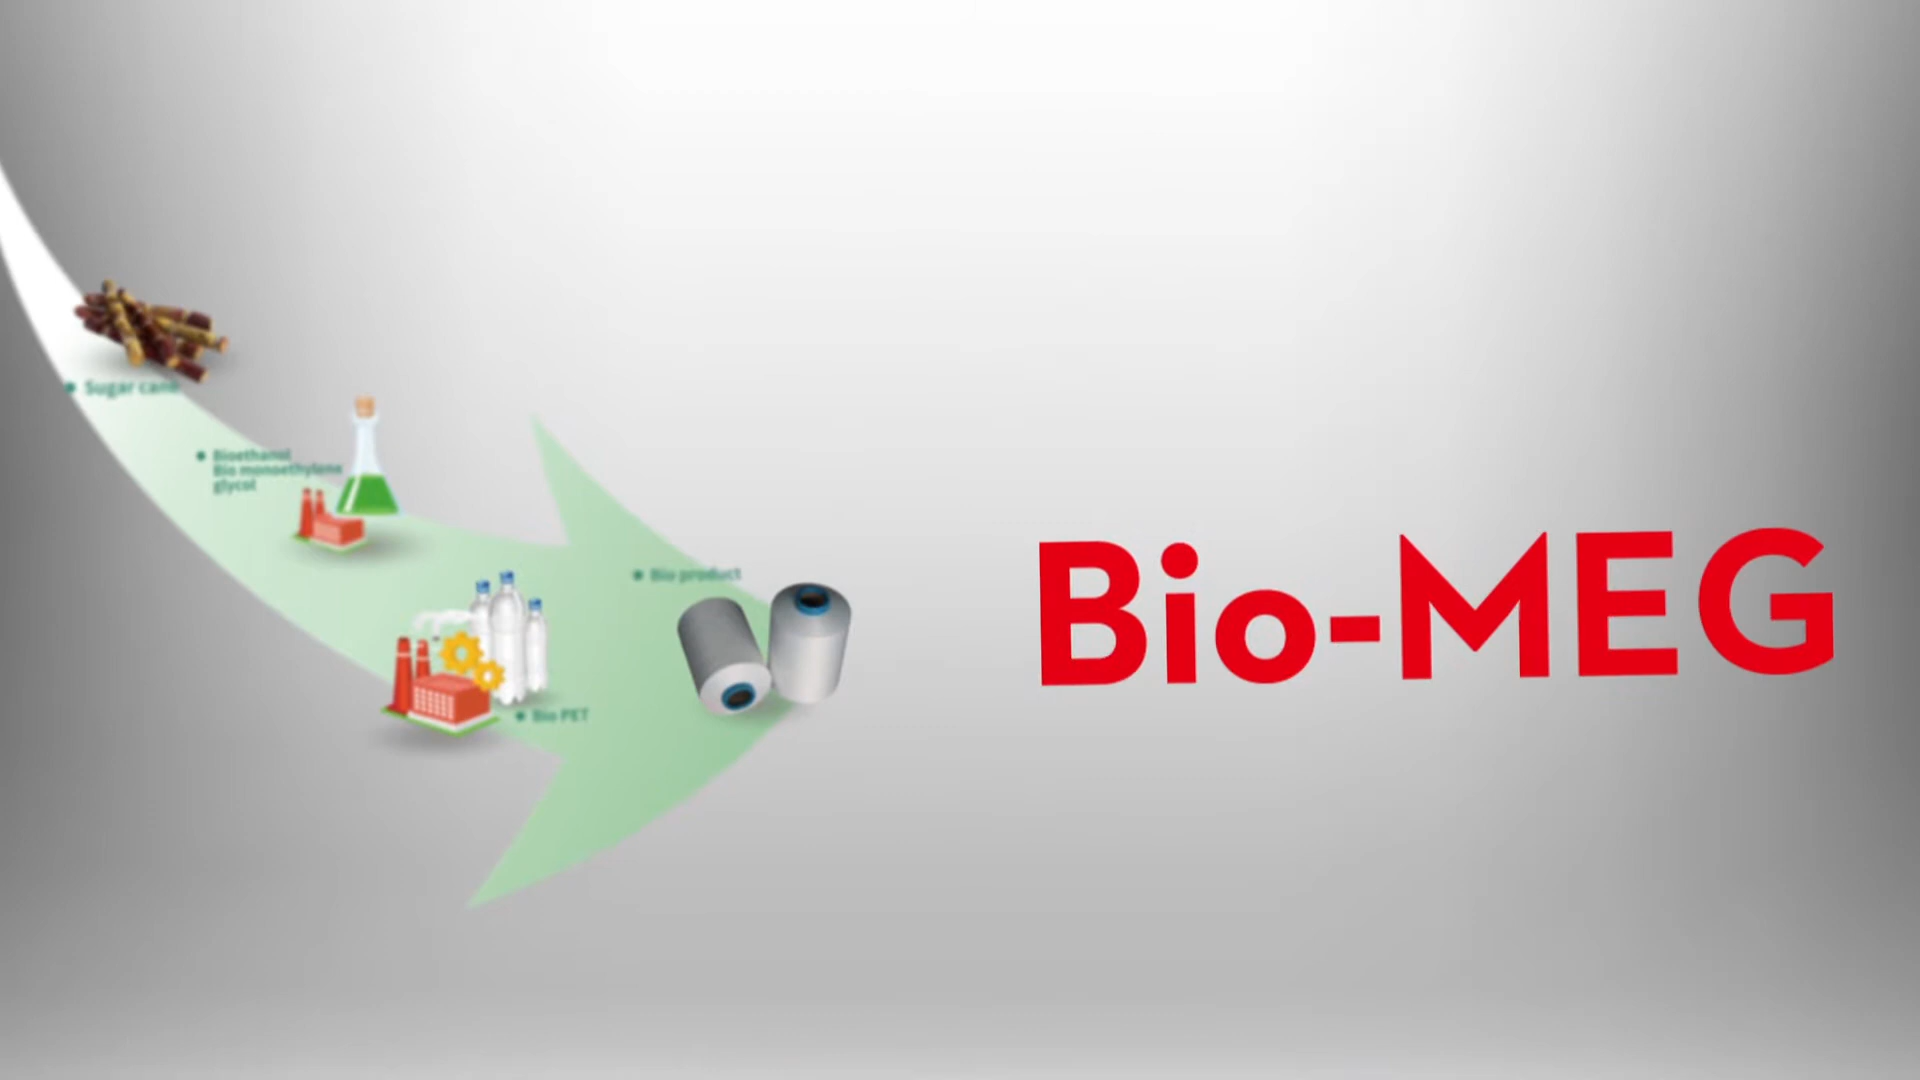 Sugar cane
Bioethanol
Bio monoethylene
glycol
Bio product
Bio PET
Bio-MEG